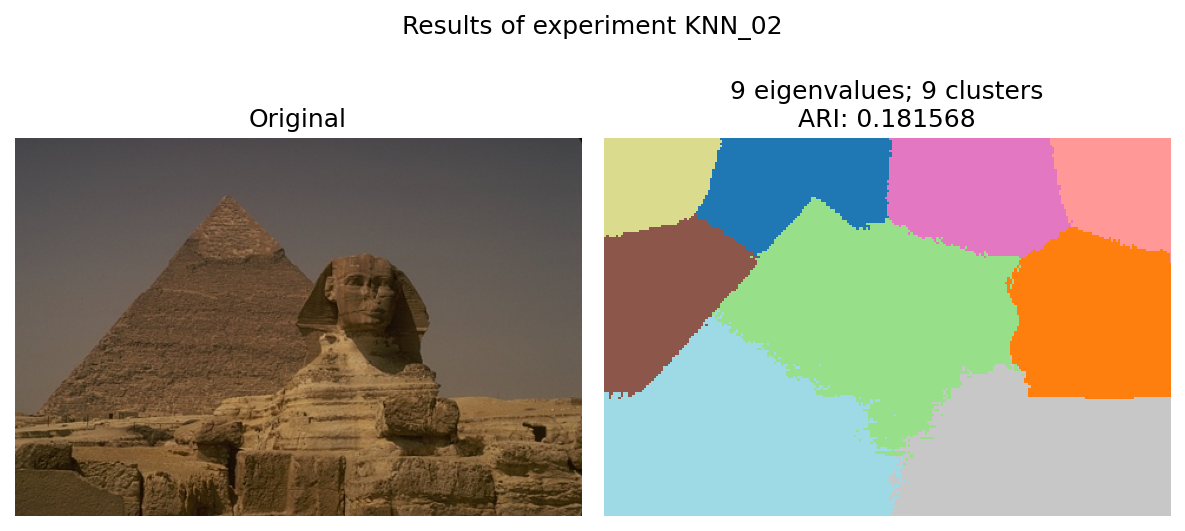 Results of experiment KNN_02
Original
9 eigenvalues; 9 clusters
ARI: 0.181568